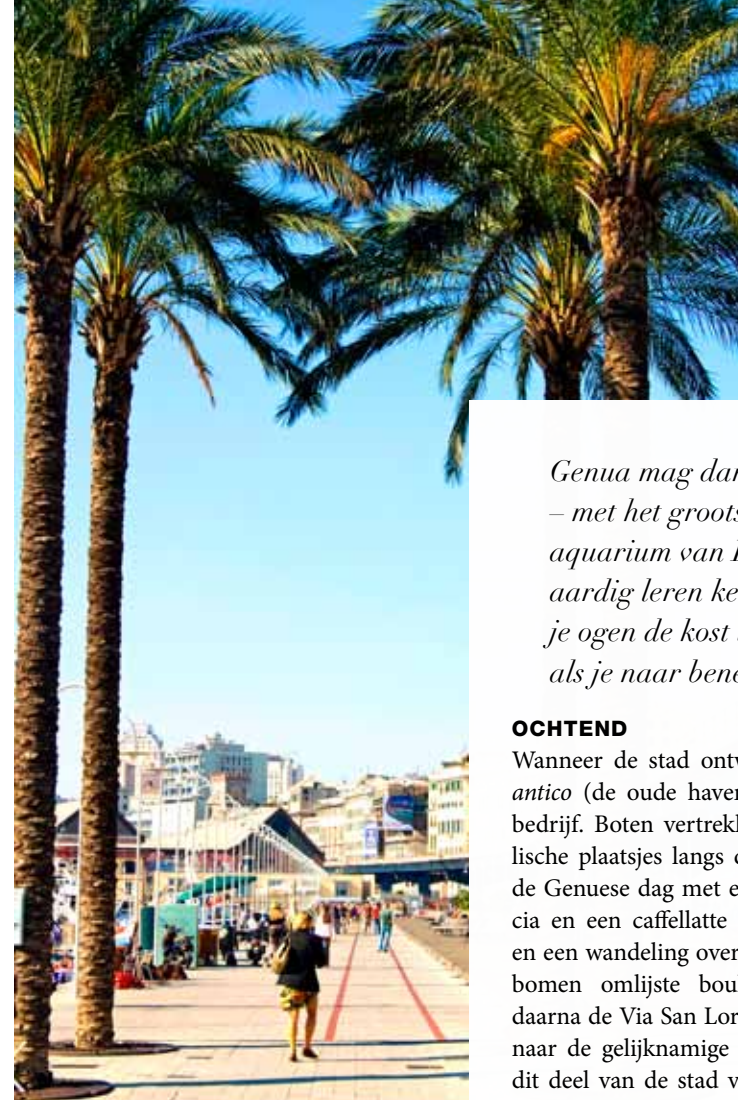 Genua mag dan
– met het groots
aquarium van
aardig leren ke
je ogen de kost
als je naar bene
OCHTEND
Wanneer de stad ontw
antico (de oude haven
bedrijf. Boten vertrekk
lische plaatsjes langs
de Genuese dag met e
cia en een caffellatte
en een wandeling over
bomen omlijste boul
daarna de Via San Lor
naar de gelijknamige
dit deel van de stad v